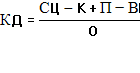 КД = СЦ − К + П − В
О